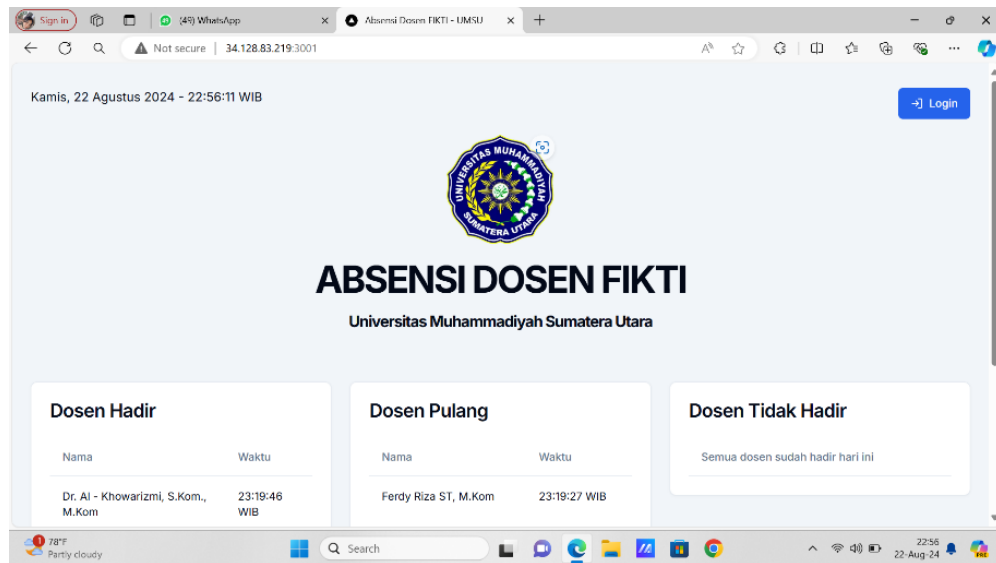 Sign in
(49) WhatsApp
Absensi Dosen FIKTI - UMSU
Not secure | 34.128.83.219:3001
Kamis, 22 Agustus 2024 - 22:56:11 WIB
Login
UNIVERSITAS MUHAMMADIYAH
SUMATERA UTARA
ABSENSI DOSEN FIKTI
Universitas Muhammadiyah Sumatera Utara
Dosen Hadir
Nama Waktu
Dr. Al - Khowarizmi, S.Kom., 23:19:46
M.Kom WIB
Dosen Pulang
Nama Waktu
Ferdy Riza ST, M.Kom 23:19:27 WIB
Dosen Tidak Hadir
Semua dosen sudah hadir hari ini
1
78°F
Partly cloudy
Search
22:56
22-Aug-24
PRE